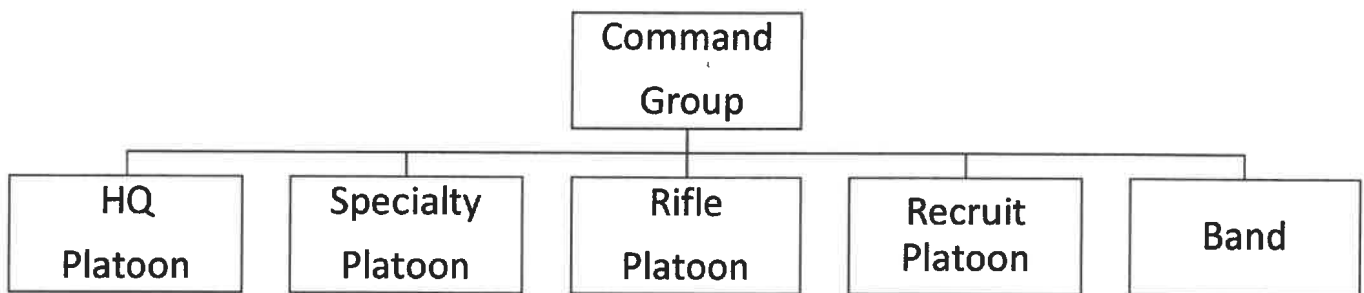 Command
Group
HQ
Platoon
Specialty
Platoon
Rifle
Platoon
Recruit
Platoon
Band